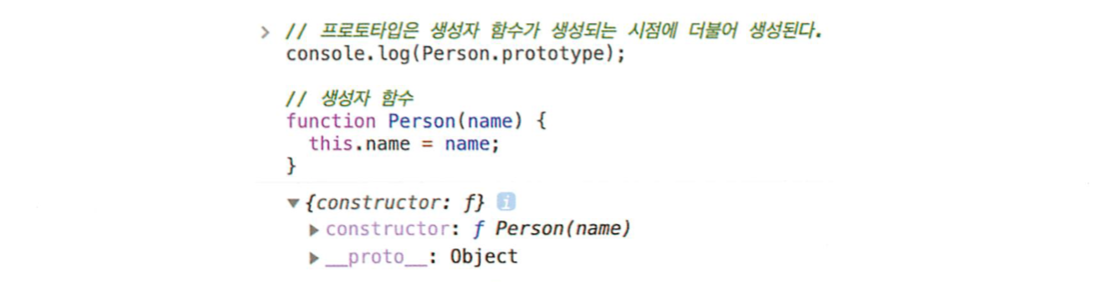 > // 프로토타입은 생성자 함수가 생성되는 시점에 더불어 생성된다.
console.log(Person.prototype);
// 생성자 함수
function Person(name) {
this.name = name;
}
▼{constructor: ƒ} i
▶constructor: ƒ Person(name)
▶__proto__: Object